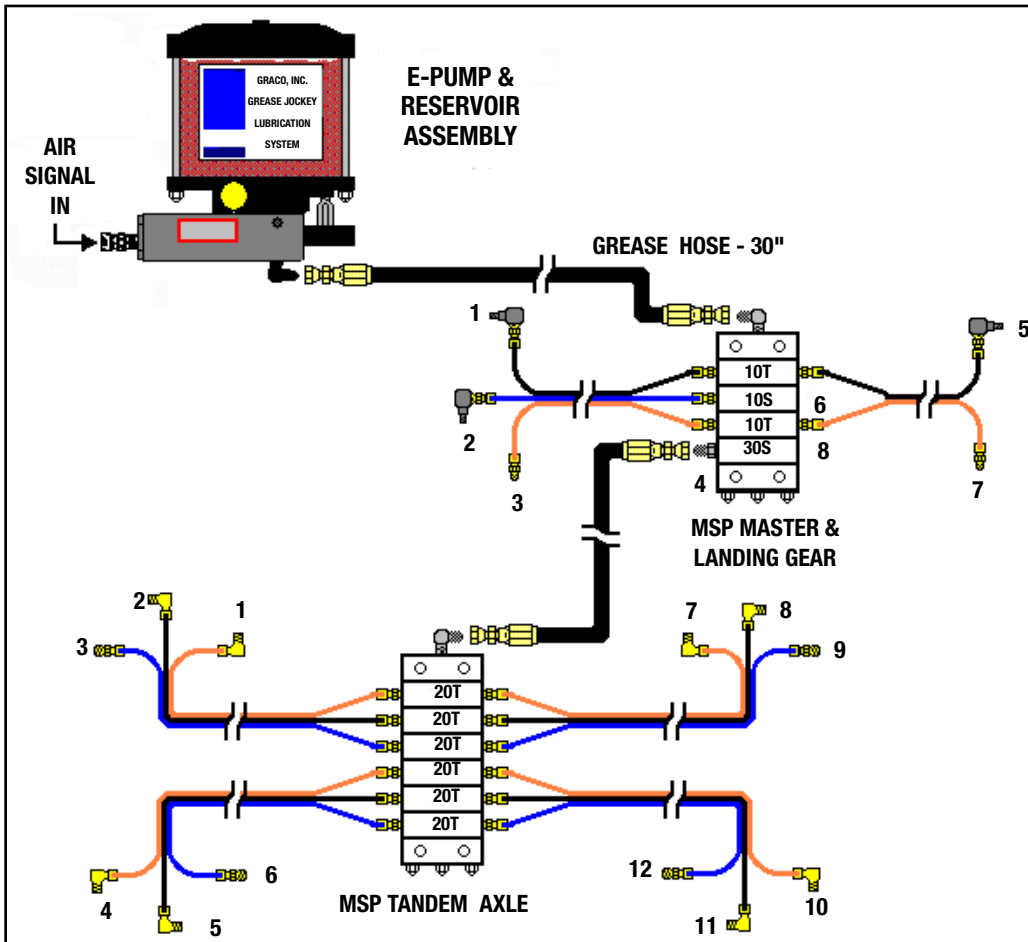 GRACO, INC.
GREASE JOCKEY
LUBRICATION
SYSTEM
E-PUMP &
RESERVOIR
ASSEMBLY
AIR
SIGNAL
IN
GREASE HOSE - 30"
1
5
10T
10S
6
10T
2
8
30S
3
4
7
MSP MASTER &
LANDING GEAR
2
1
7
8
3
9
20T
20T
20T
20T
20T
20T
6
12
4
5
11
10
MSP TANDEM AXLE